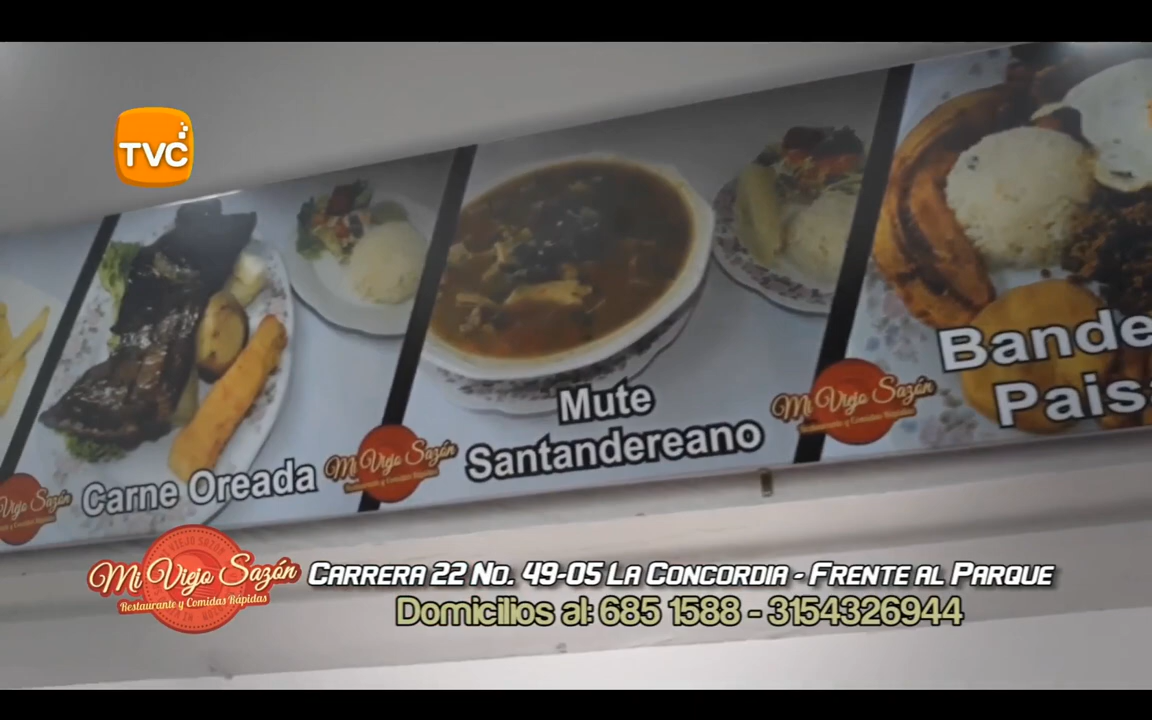 TVC
Carne Oreada
Mi Viejo Sazón
Mute
Santandereano
Mi Viejo Sazón
Bande
Pais
Mi Viejo Sazón
Restaurante y Comidas Rápidas
CARRERA 22 NO. 49-05 LA CONCORDIA - FRENTE AL PARQUE
Domicilios al: 685 1588 - 3154326944